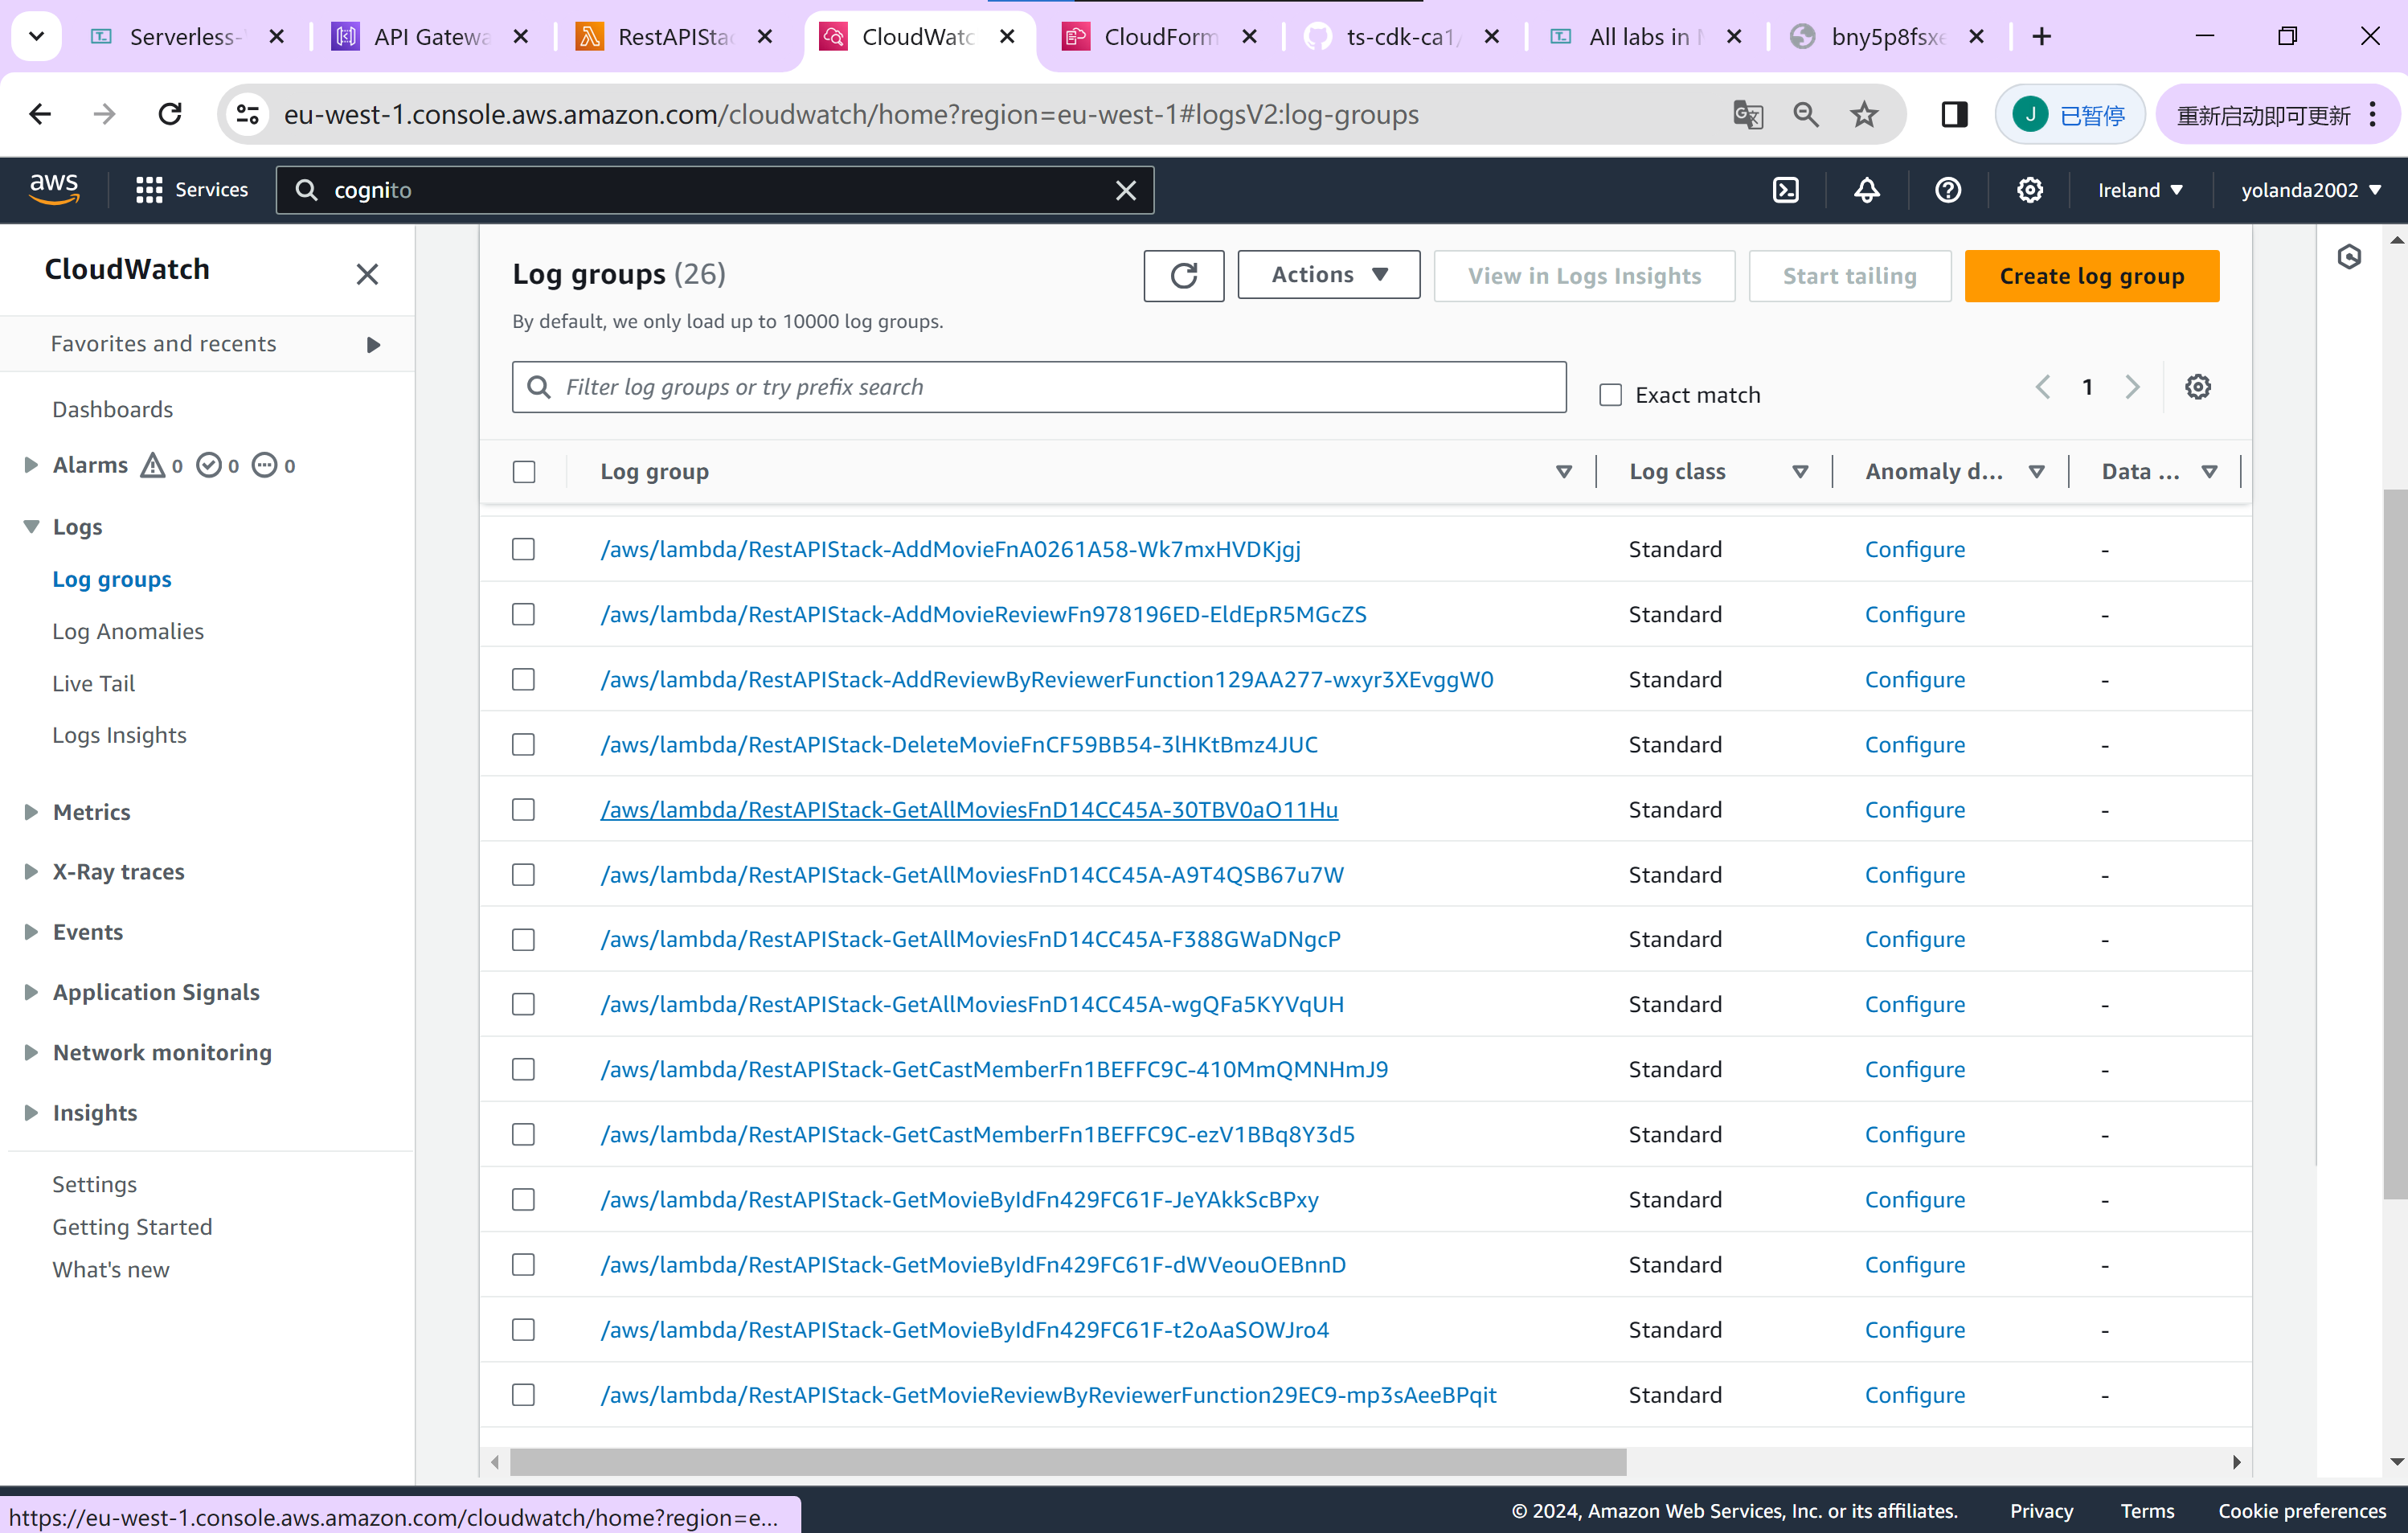 Serverless-
API Gatewa
RestAPIStac
CloudWatc
CloudForm
ts-cdk-ca1/
All labs in
bny5p8fsxe
eu-west-1.console.aws.amazon.com/cloudwatch/home?region=eu-west-1#logsV2:log-groups
J 已暂停
重新启动即可更新
aws
Services
cognito
Ireland
yolanda2002
CloudWatch
Favorites and recents
Dashboards
Alarms 0 0 0
Logs
Log groups
Log Anomalies
Live Tail
Logs Insights
Metrics
X-Ray traces
Events
Application Signals
Network monitoring
Insights
Settings
Getting Started
What's new
Log groups (26)
Actions
View in Logs Insights
Start tailing
Create log group
By default, we only load up to 10000 log groups.
Filter log groups or try prefix search
Exact match
1
Log group Log class Anomaly d... Data ...
/aws/lambda/RestAPIStack-AddMovieFnA0261A58-Wk7mxHVDKjgj Standard Configure -
/aws/lambda/RestAPIStack-AddMovieReviewFn978196ED-EldEpR5MGcZS Standard Configure -
/aws/lambda/RestAPIStack-AddReviewByReviewerFunction129AA277-wxyr3XEvggW0 Standard Configure -
/aws/lambda/RestAPIStack-DeleteMovieFnCF59BB54-3lHKtBmz4JUC Standard Configure -
/aws/lambda/RestAPIStack-GetAllMoviesFnD14CC45A-30TBV0aO11Hu Standard Configure -
/aws/lambda/RestAPIStack-GetAllMoviesFnD14CC45A-A9T4QSB67u7W Standard Configure -
/aws/lambda/RestAPIStack-GetAllMoviesFnD14CC45A-F388GWaDNgcP Standard Configure -
/aws/lambda/RestAPIStack-GetAllMoviesFnD14CC45A-wgQFa5KYVqUH Standard Configure -
/aws/lambda/RestAPIStack-GetCastMemberFn1BEFFC9C-410MmQMNHmJ9 Standard Configure -
/aws/lambda/RestAPIStack-GetCastMemberFn1BEFFC9C-ezV1BBq8Y3d5 Standard Configure -
/aws/lambda/RestAPIStack-GetMovieByIdFn429FC61F-JeYAkkScBPxy Standard Configure -
/aws/lambda/RestAPIStack-GetMovieByIdFn429FC61F-dWVeouOEBnnD Standard Configure -
/aws/lambda/RestAPIStack-GetMovieByIdFn429FC61F-t2oAaSOWJro4 Standard Configure -
/aws/lambda/RestAPIStack-GetMovieReviewByReviewerFunction29EC9-mp3sAeeBPqit Standard Configure -
https://eu-west-1.console.aws.amazon.com/cloudwatch/home?region=e...
© 2024, Amazon Web Services, Inc. or its affiliates. Privacy Terms Cookie preferences